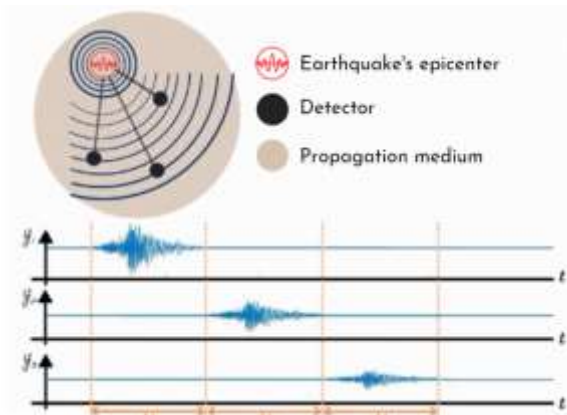 Earthquake's epicenter
Detector
Propagation medium
t
t
t